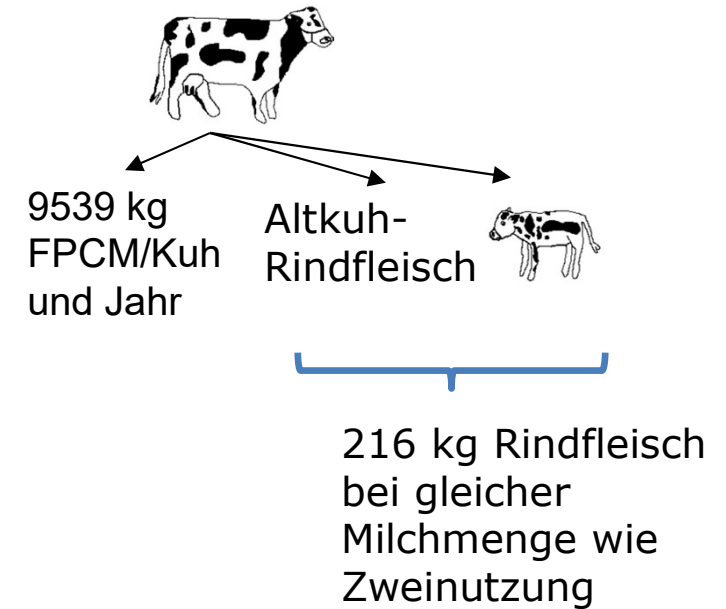 9539 kg
FPCM/Kuh
und Jahr
Altkuh-
Rindfleisch
216 kg Rindfleisch
bei gleicher
Milchmenge wie
Zweinutzung